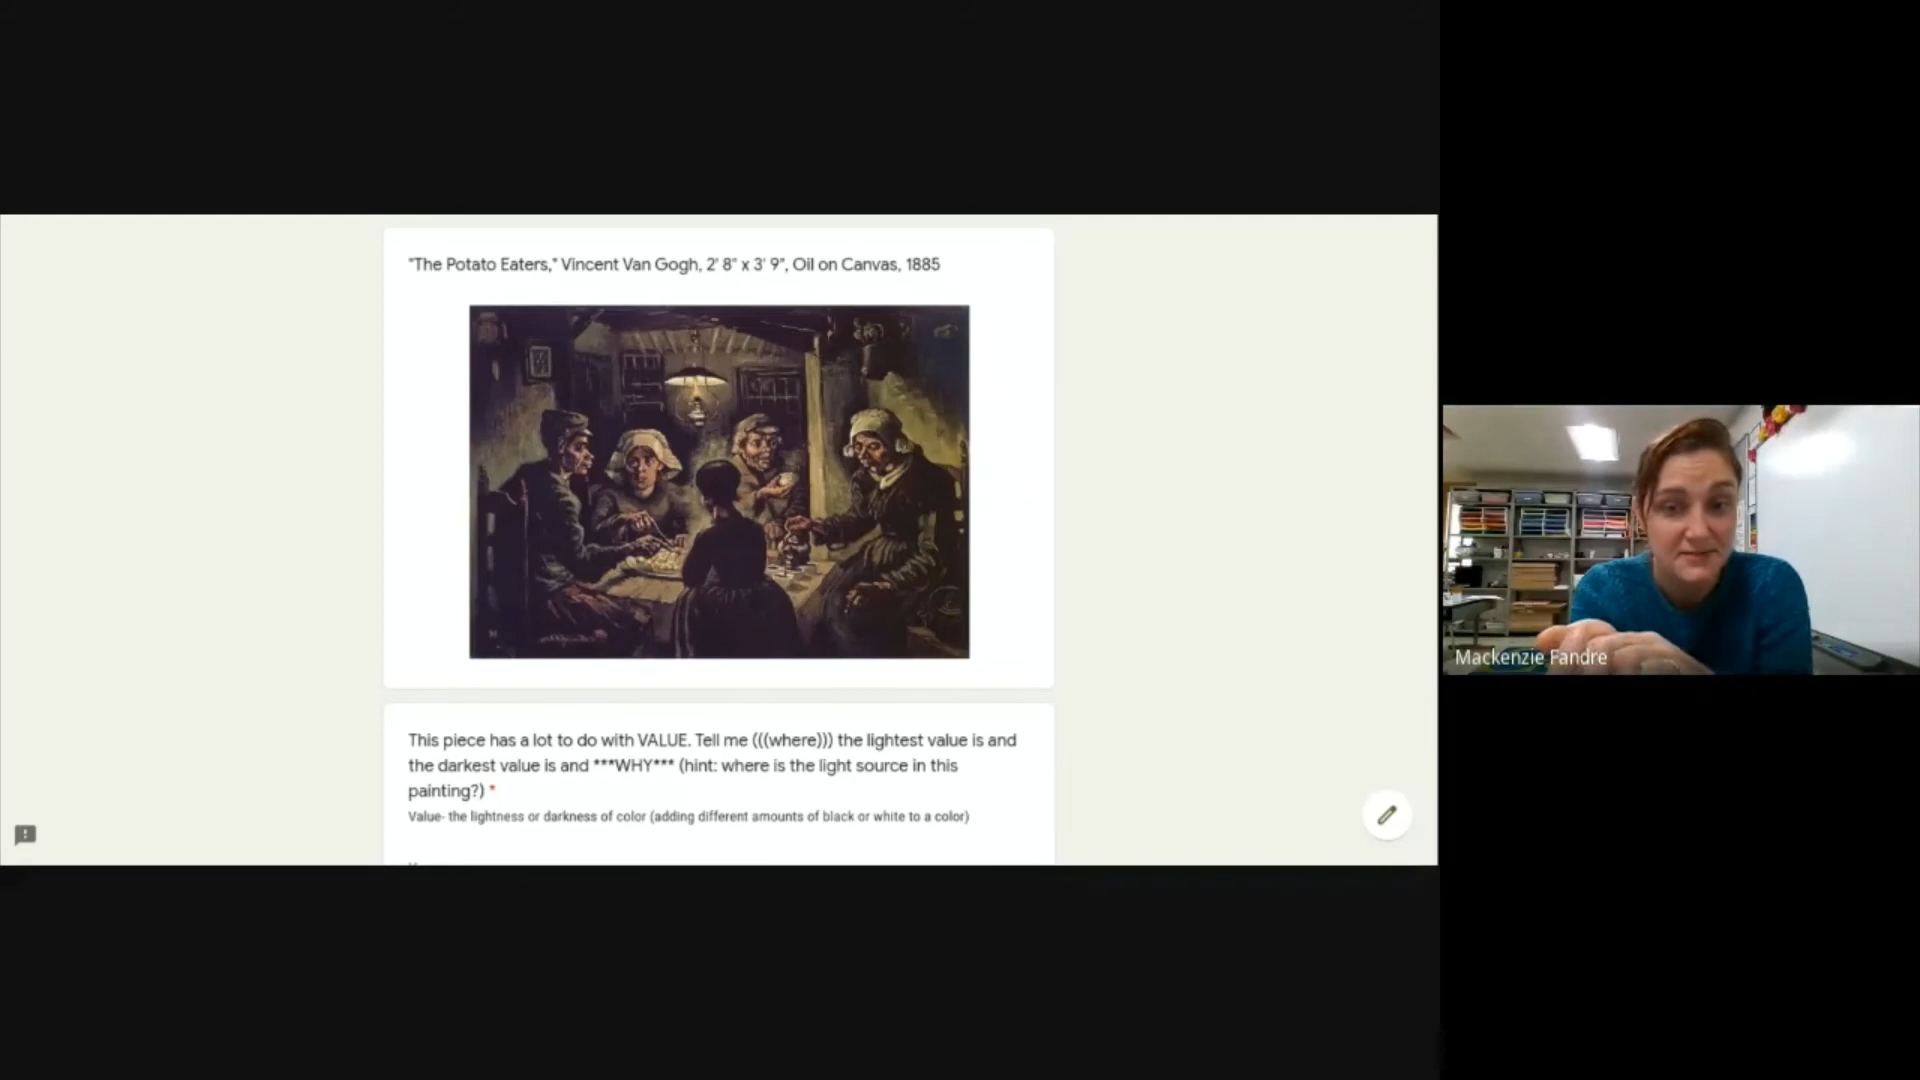 "The Potato Eaters," Vincent Van Gogh, 2' 8" x 3' 9", Oil on Canvas, 1885
This piece has a lot to do with VALUE. Tell me (((where))) the lightest value is and
the darkest value is and ***WHY*** (hint: where is the light source in this
painting?) *
Value- the lightness or darkness of color (adding different amounts of black or white to a color)
Mackenzie Fandre